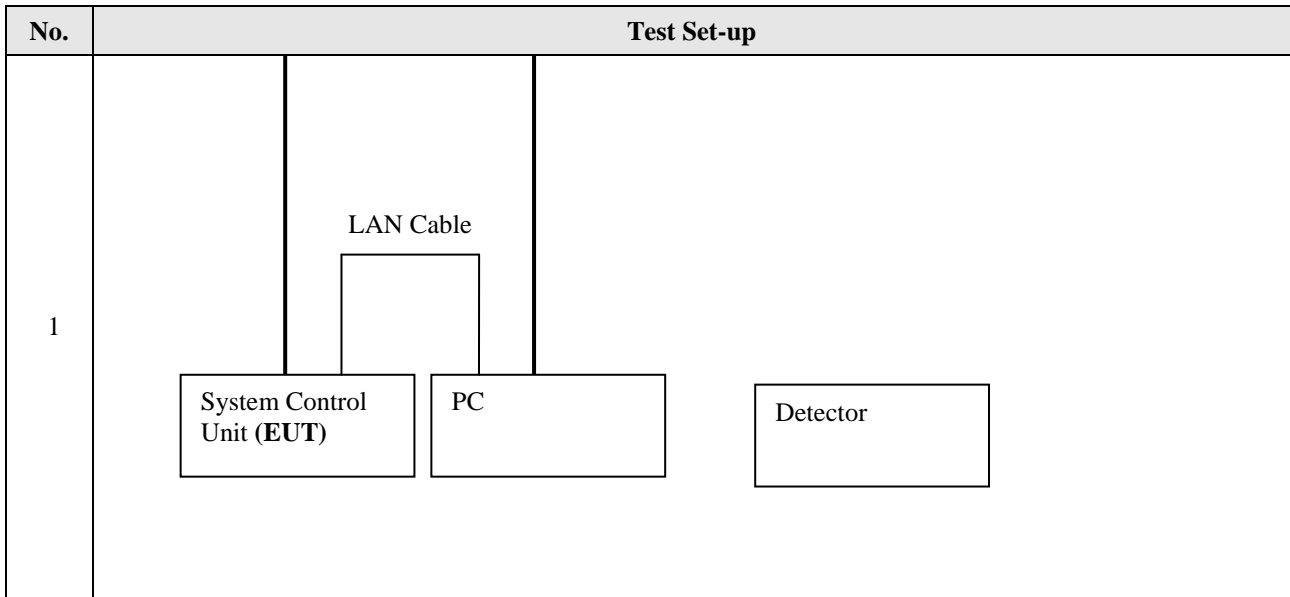 No.
Test Set-up
LAN Cable
1
System Control
Unit (EUT)
PC
Detector